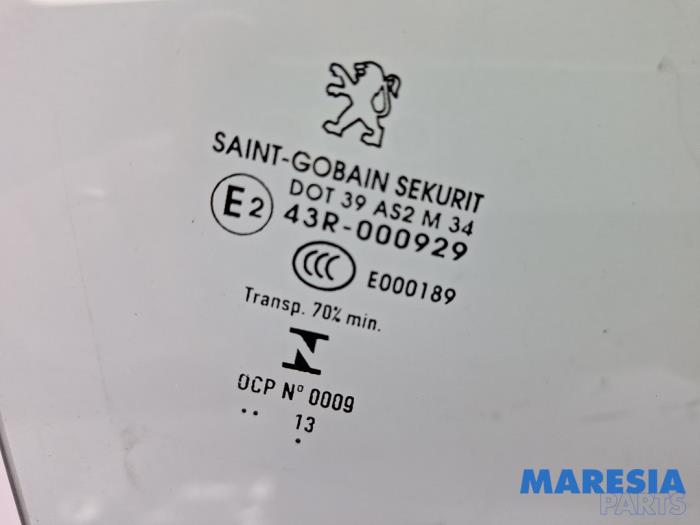 SAINT-GOBAIN SEKURIT
DOT 39 AS2 M 34
E2 43R-000929
CCC E000189
Transp. 70% min.
N
OCP Nº 0009
.. 13
.
MARESIA
PARTS